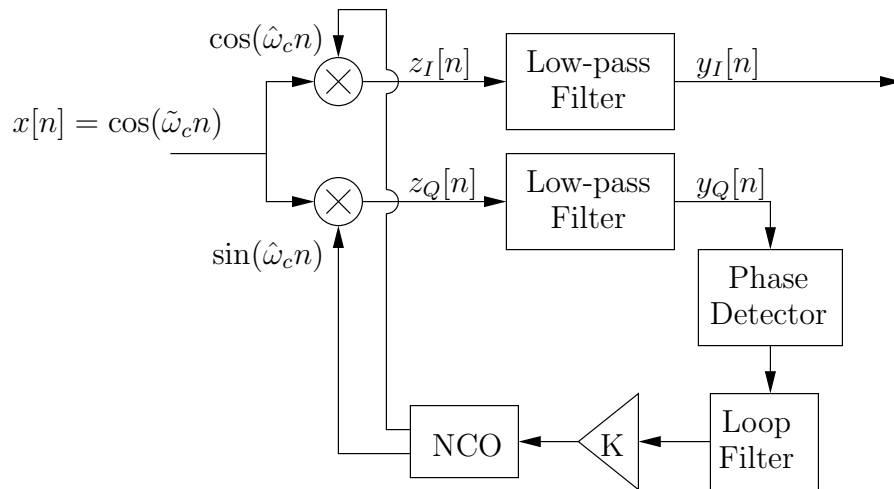 cos(ω̂_c n)
z_I[n]
Low-pass
Filter
y_I[n]
x[n] = cos(ω̃_c n)
z_Q[n]
Low-pass
Filter
y_Q[n]
sin(ω̂_c n)
Phase
Detector
NCO
K
Loop
Filter